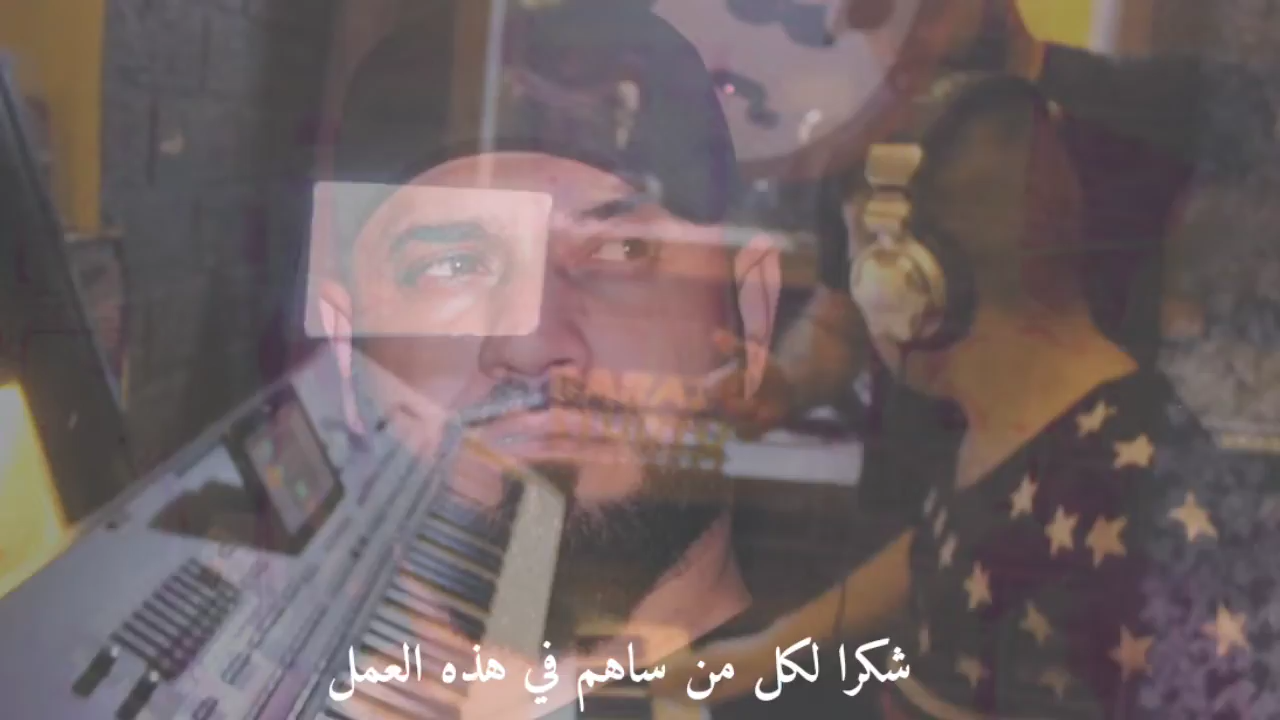 شكرا لكل من ساهم في هذه العمل